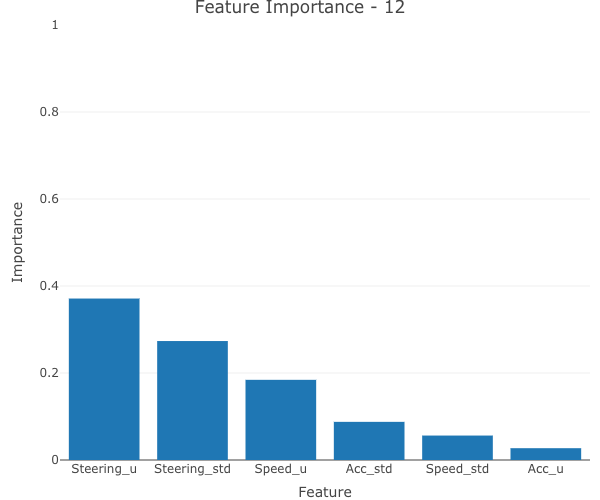 Feature Importance - 12
1
0.8
0.6
0.4
0.2
0
Importance
Steering_u Steering_std Speed_u Acc_std Speed_std Acc_u
Feature